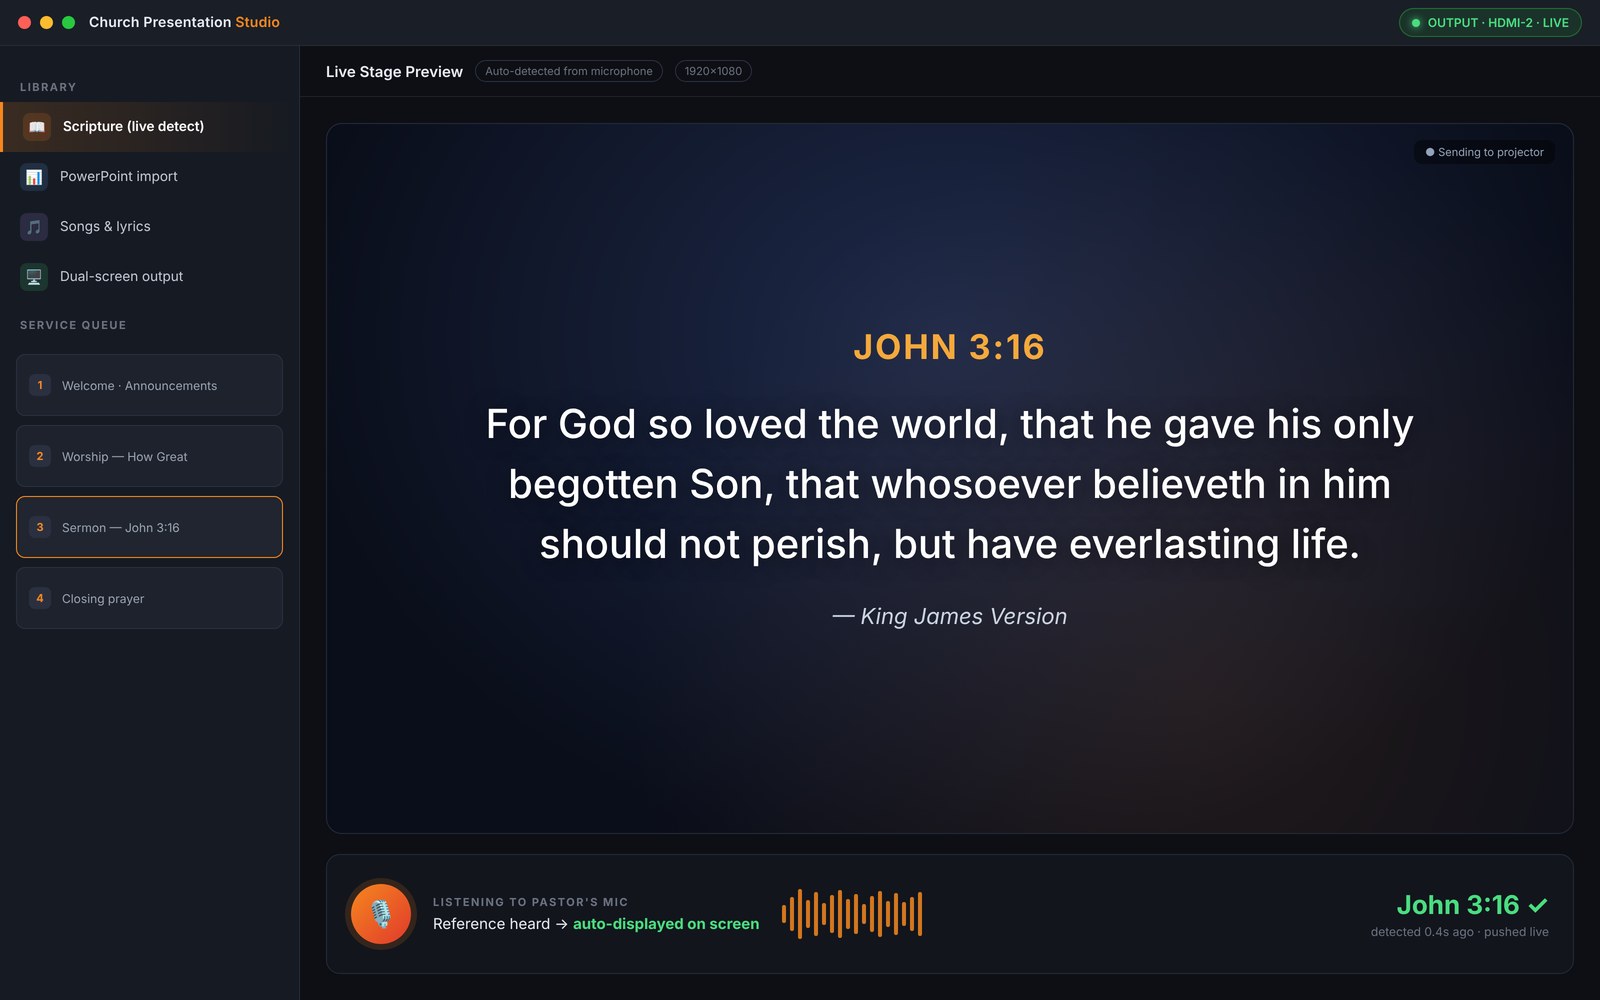 Church Presentation Studio
OUTPUT · HDMI-2 · LIVE
LIBRARY
Scripture (live detect)
PowerPoint import
Songs & lyrics
Dual-screen output
SERVICE QUEUE
1 Welcome · Announcements
2 Worship — How Great
3 Sermon — John 3:16
4 Closing prayer
Live Stage Preview
Auto-detected from microphone
1920×1080
Sending to projector
JOHN 3:16
For God so loved the world, that he gave his only
begotten Son, that whosoever believeth in him
should not perish, but have everlasting life.
— King James Version
LISTENING TO PASTOR'S MIC
Reference heard → auto-displayed on screen
John 3:16 ✓
detected 0.4s ago · pushed live